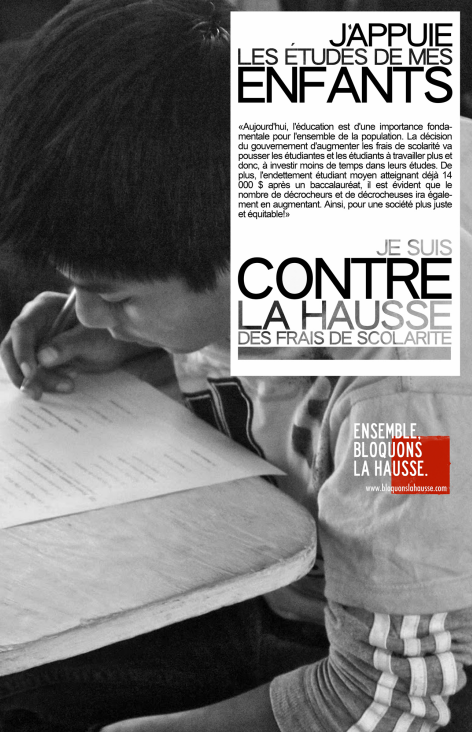 J'APPUIE
LES ÉTUDES DE MES
ENFANTS
«Aujourd'hui, l'éducation est d'une importance fonda-
mentale pour l'ensemble de la population. La décision
du gouvernement d'augmenter les frais de scolarité va
pousser les étudiantes et les étudiants à travailler plus et
donc, à investir moins de temps dans leurs études. De
plus, l'endettement étudiant moyen atteignant déjà 14
000 $ après un baccalauréat, il est évident que le
nombre de décrocheurs et de décrocheuses ira égale-
ment en augmentant. Ainsi, pour une société plus juste
et équitable!»
JE SUIS
CONTRE
LA HAUSSE
DES FRAIS DE SCOLARITE
ENSEMBLE,
BLOQUONS
LA HAUSSE.
www.bloquonslahausse.com